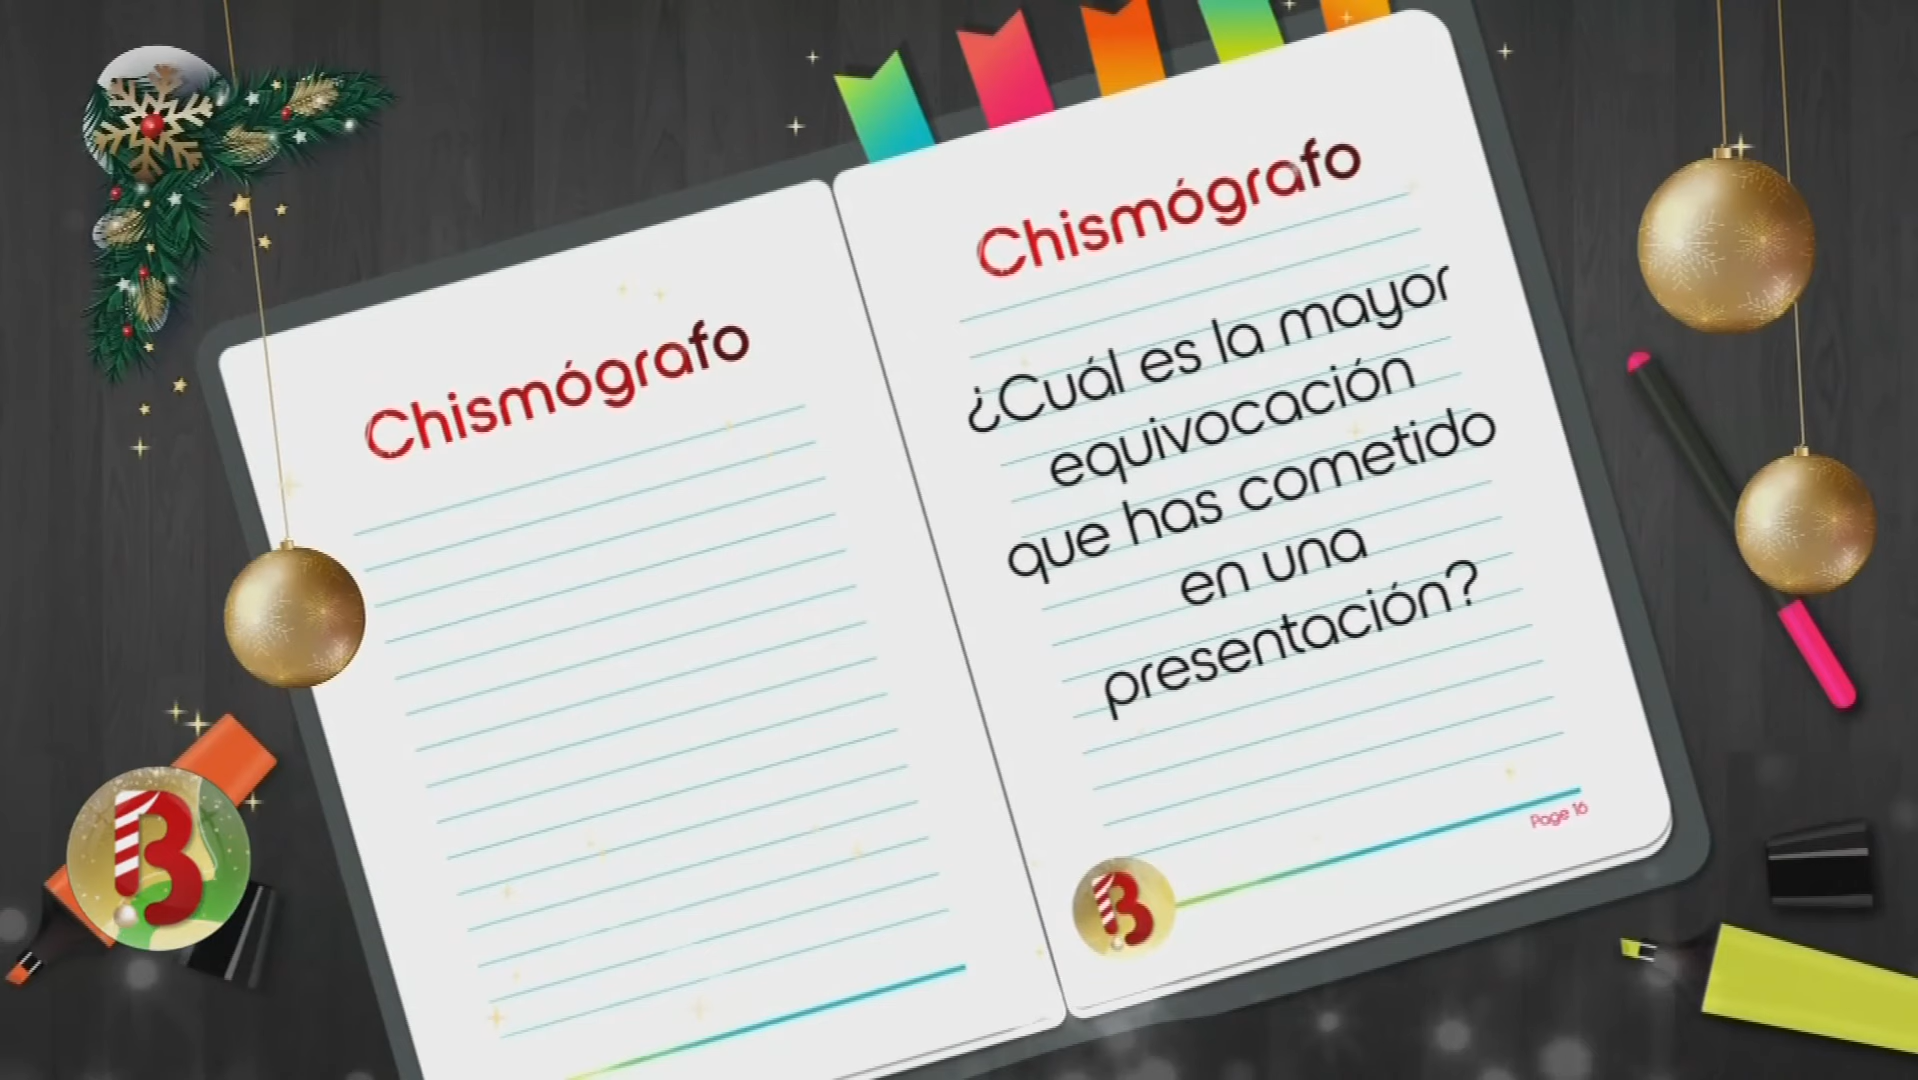 Chismógrafo
Chismógrafo
¿Cuál es la mayor
equivocación
que has cometido
en una
presentación?
Page 16
B
B